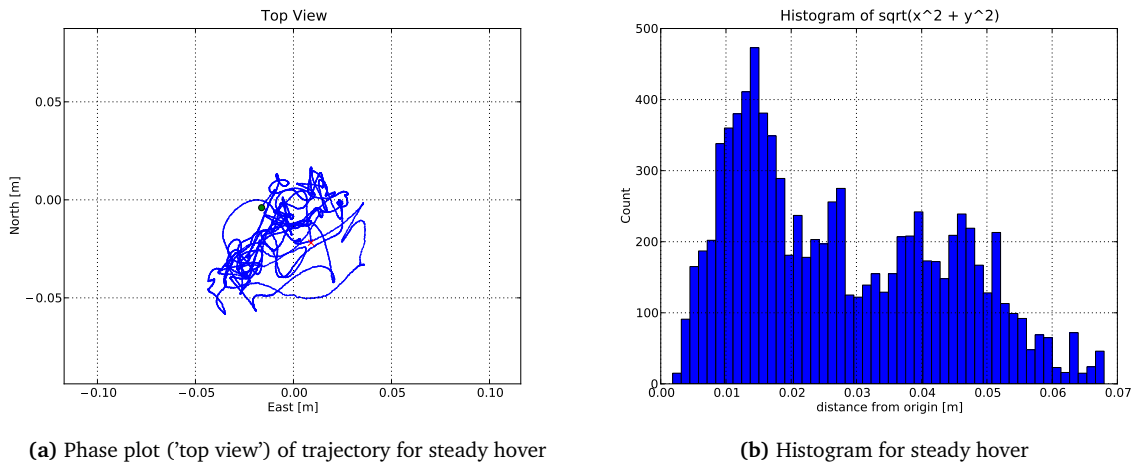 Top View
0.05
0.00
−0.05
−0.10
−0.05
0.00
0.05
0.10
North [m]
East [m]
(a) Phase plot ('top view') of trajectory for steady hover
Histogram of sqrt(x^2 + y^2)
500
400
300
200
100
0
0.00
0.01
0.02
0.03
0.04
0.05
0.06
0.07
Count
distance from origin [m]
(b) Histogram for steady hover